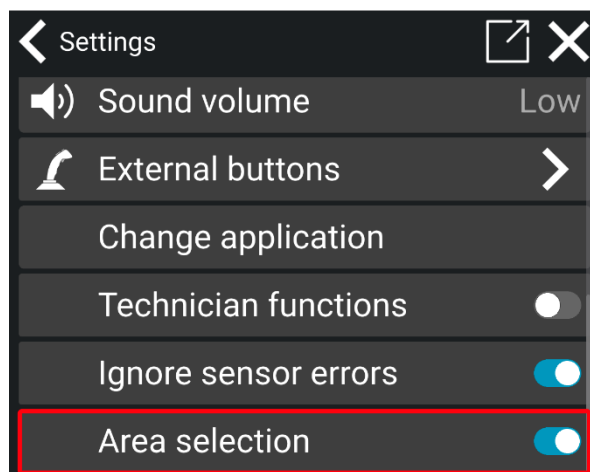 Settings
Sound volume Low
External buttons
Change application
Technician functions
Ignore sensor errors
Area selection